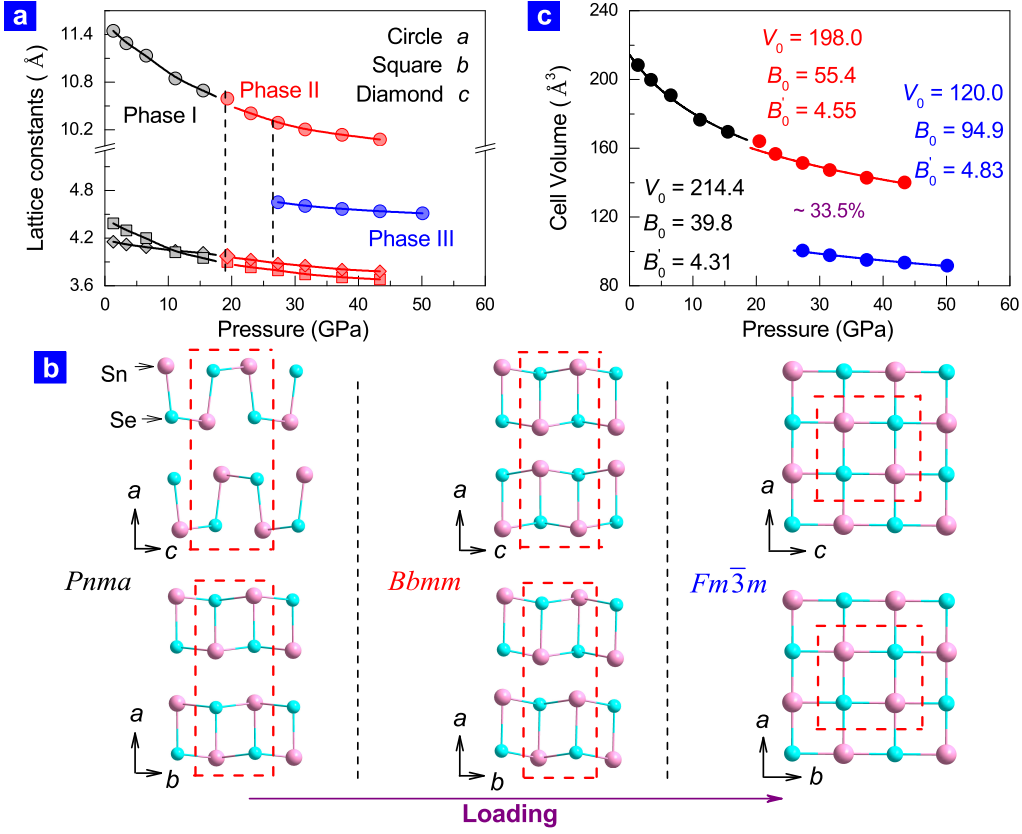 a
Lattice constants ( Å)
11.4
10.8
10.2
4.8
4.2
3.6
Circle a
Square b
Diamond c
Phase I
Phase II
Phase III
0 10 20 30 40 50 60
Pressure (GPa)
c
Cell Volume ( Å³)
240
200
160
120
80
V₀ = 198.0
B₀ = 55.4
B₀' = 4.55
V₀ = 120.0
B₀ = 94.9
B₀' = 4.83
V₀ = 214.4
B₀ = 39.8
B₀' = 4.31
~ 33.5%
0 10 20 30 40 50 60
Pressure (GPa)
b
Sn
Se
a
c
a
c
a
c
Pnma
Bbmm
Fm3̅m
a
b
a
b
a
b
Loading